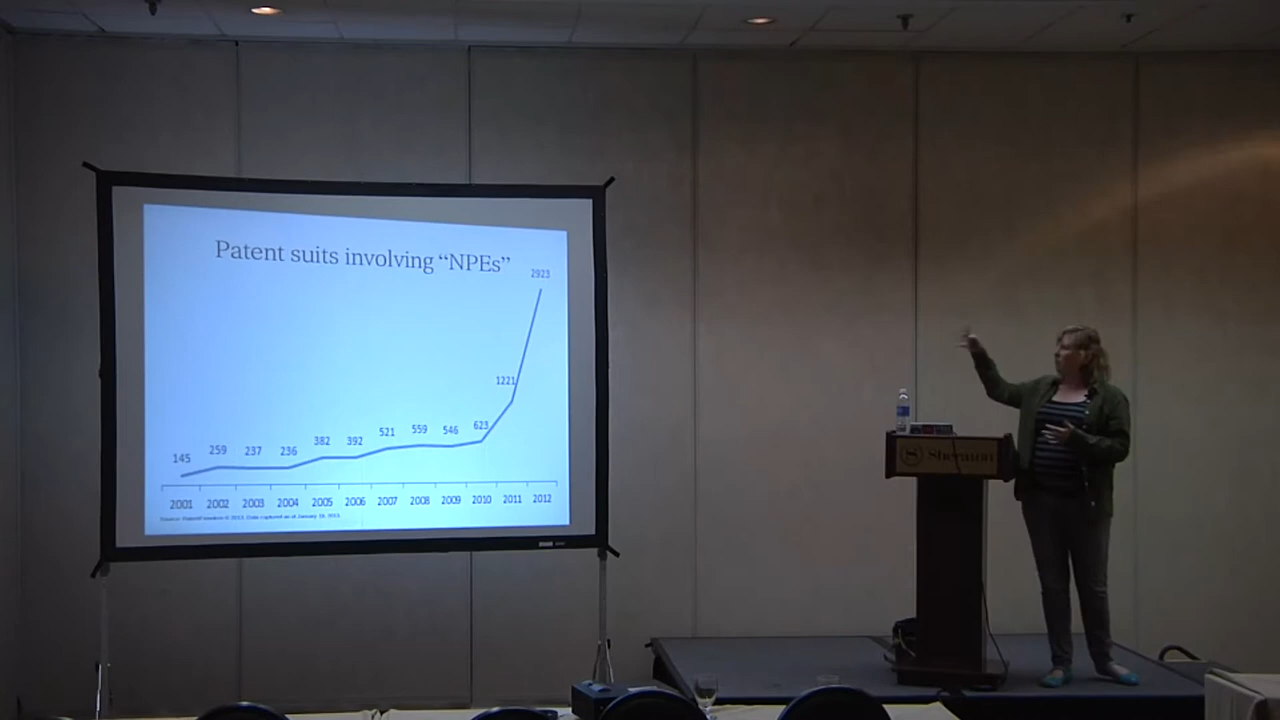 Patent suits involving “NPEs”
2923
1221
145 259 237 236 382 392 521 559 546 623
2001 2002 2003 2004 2005 2006 2007 2008 2009 2010 2011 2012
Sheraton